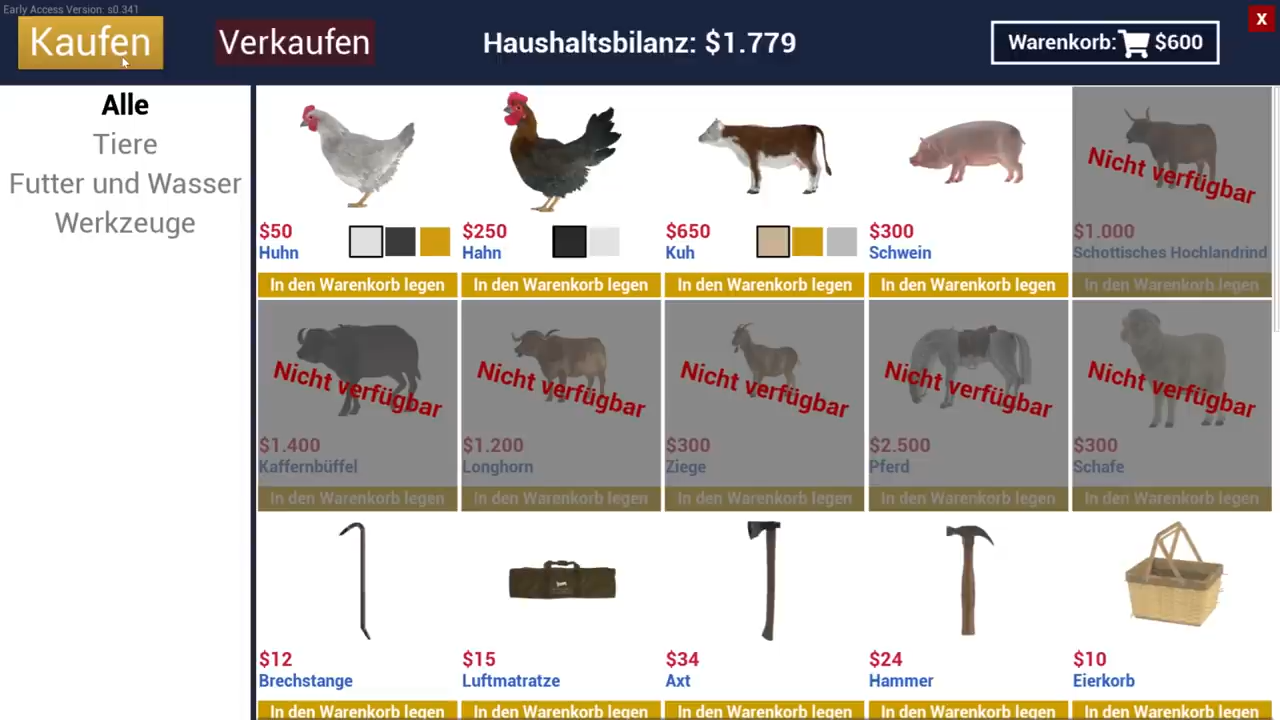 Early Access Version: s0.341
Kaufen
Verkaufen
Haushaltsbilanz: $1.779
Warenkorb: $600
X
Alle
Tiere
Futter und Wasser
Werkzeuge
$50
Huhn
In den Warenkorb legen
$250
Hahn
In den Warenkorb legen
$650
Kuh
In den Warenkorb legen
$300
Schwein
In den Warenkorb legen
Nicht verfügbar
$1.000
Schottisches Hochlandrind
In den Warenkorb legen
Nicht verfügbar
$1.400
Kaffernbüffel
In den Warenkorb legen
Nicht verfügbar
$1.200
Longhorn
In den Warenkorb legen
Nicht verfügbar
$300
Ziege
In den Warenkorb legen
Nicht verfügbar
$2.500
Pferd
In den Warenkorb legen
Nicht verfügbar
$300
Schafe
In den Warenkorb legen
$12
Brechstange
In den Warenkorb legen
$15
Luftmatratze
In den Warenkorb legen
$34
Axt
In den Warenkorb legen
$24
Hammer
In den Warenkorb legen
$10
Eierkorb
In den Warenkorb legen